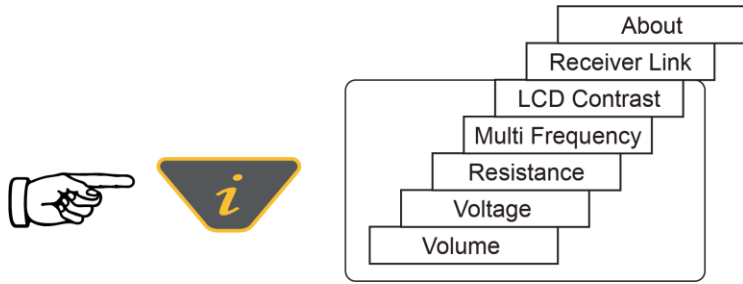 About
Receiver Link
LCD Contrast
Multi Frequency
Resistance
Voltage
Volume
i